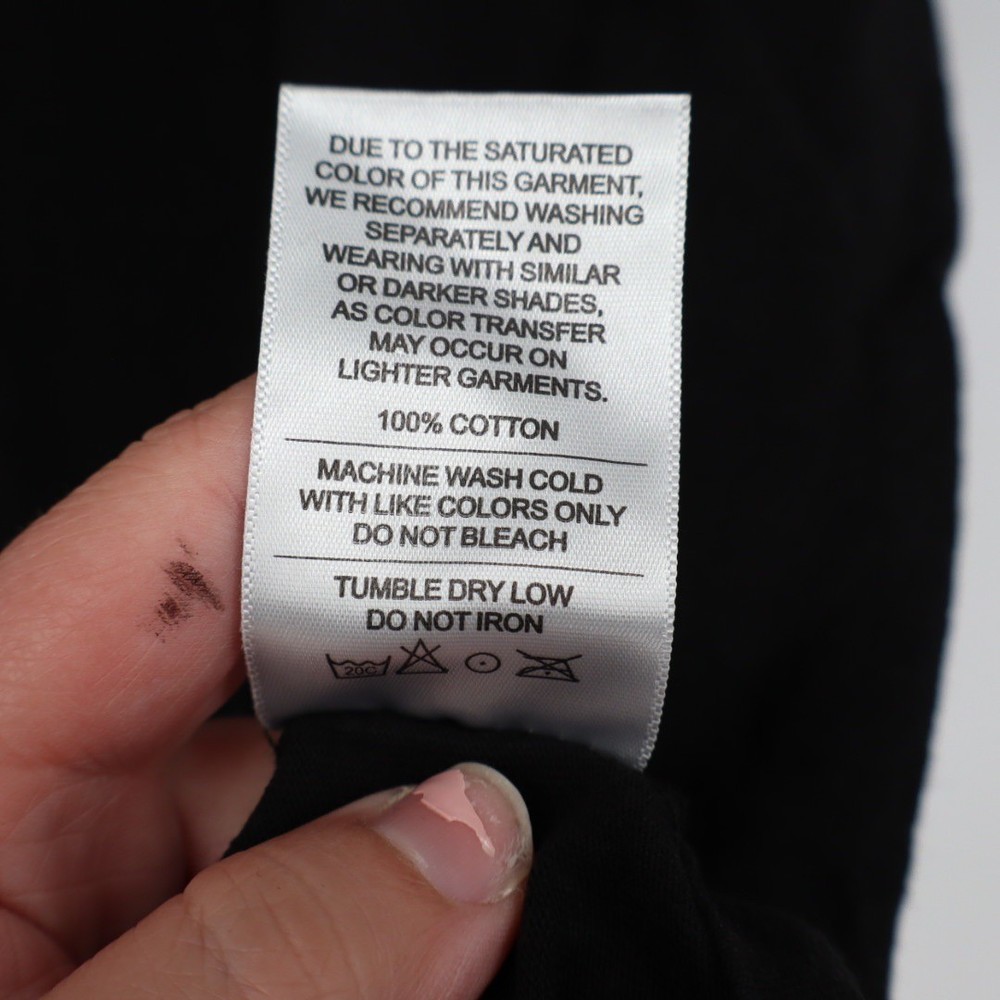 DUE TO THE SATURATED
COLOR OF THIS GARMENT,
WE RECOMMEND WASHING
SEPARATELY AND
WEARING WITH SIMILAR
OR DARKER SHADES,
AS COLOR TRANSFER
MAY OCCUR ON
LIGHTER GARMENTS.
100% COTTON
MACHINE WASH COLD
WITH LIKE COLORS ONLY
DO NOT BLEACH
TUMBLE DRY LOW
DO NOT IRON
20C